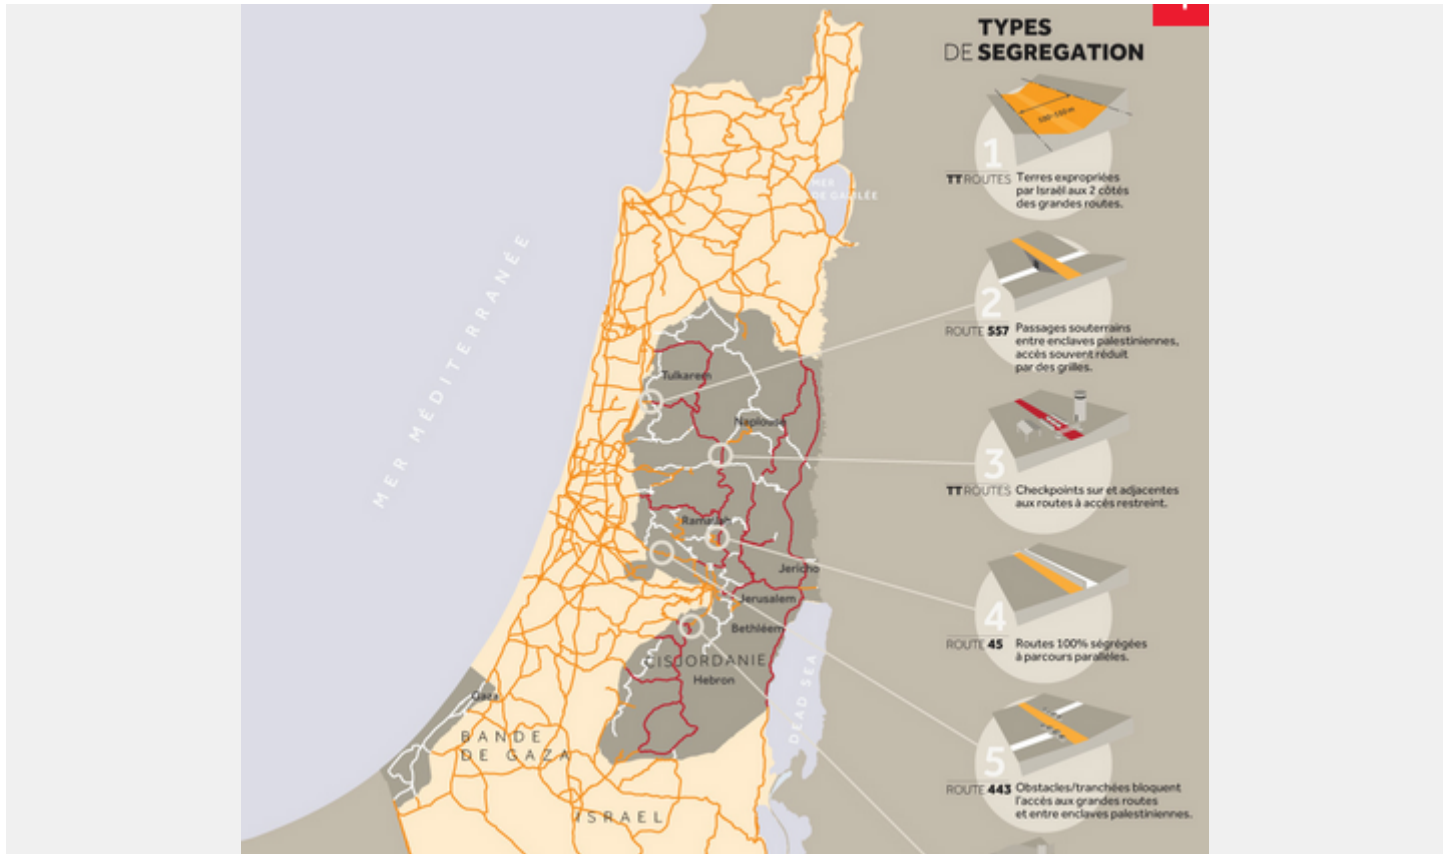 TYPES
DE SEGREGATION
100-150 m
1
TT ROUTES
Terres expropriées
par Israël aux 2 côtés
des grandes routes.
2
ROUTE 557
Passages souterrains
entre enclaves palestiniennes,
accès souvent réduit
par des grilles.
3
TT ROUTES
Checkpoints sur et adjacentes
aux routes à accès restreint.
4
ROUTE 45
Routes 100% ségrégées
à parcours parallèles.
5
ROUTE 443
Obstacles/tranchées bloquent
l'accès aux grandes routes
et entre enclaves palestiniennes.
MER MÉDITERRANÉE
MER
DE GALILÉE
Tulkarem
Naplouse
Ramallah
Jericho
Jerusalem
Bethléem
CISJORDANIE
Hebron
DEAD SEA
Gaza
BANDE
DE GAZA
ISRAEL